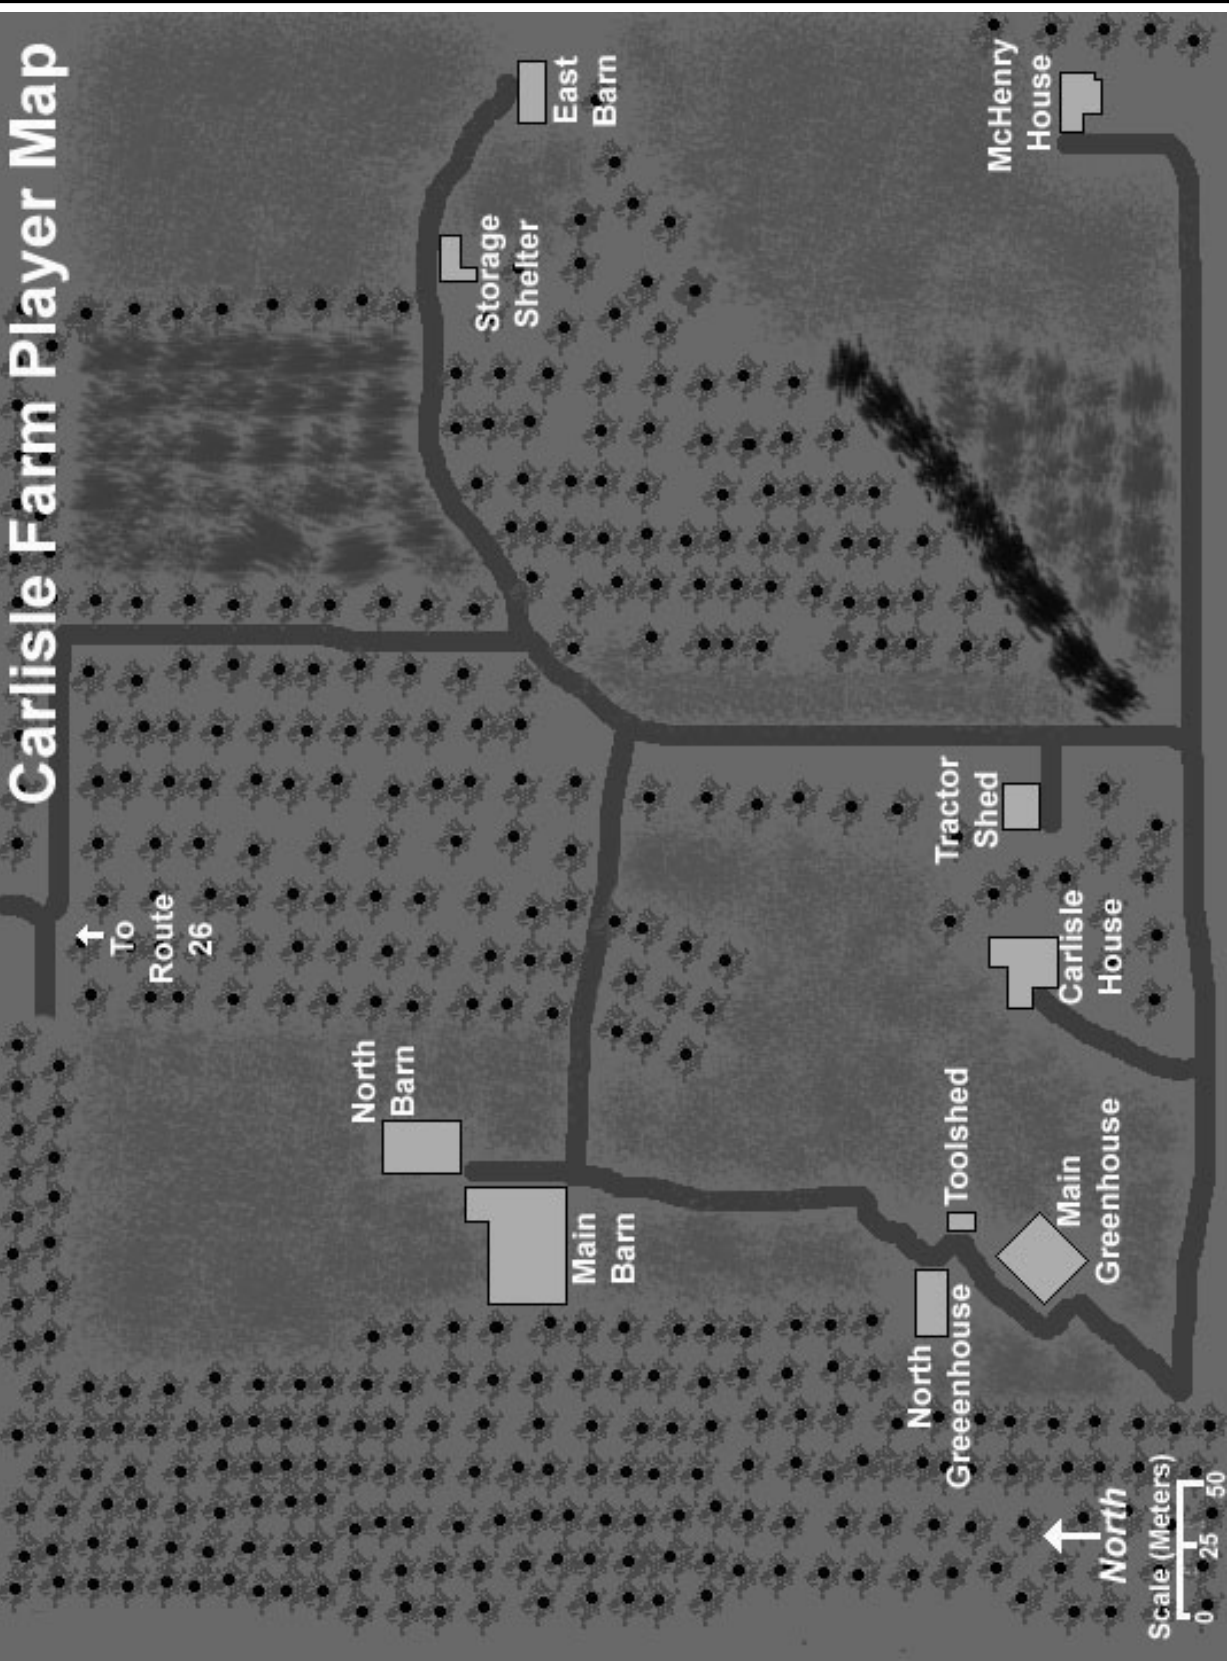 Carlisle Farm Player Map
To
Route
26
North
Barn
Main
Barn
Storage
Shelter
East
Barn
North
Greeenhouse
Toolshed
Main
Greenhouse
Tractor
Shed
Carlisle
House
McHenry
House
North
Scale (Meters)
0 25 50